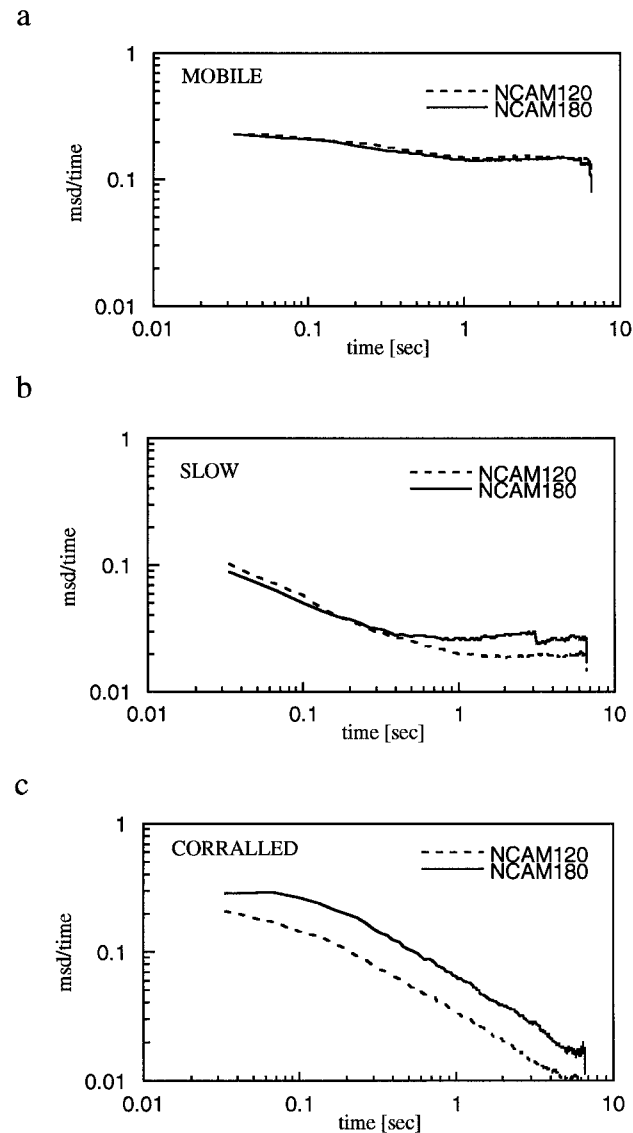 a
1
MOBILE
NCAM120
NCAM180
msd/time
0.1
0.01
0.01
0.1
1
10
time [sec]
b
1
SLOW
NCAM120
NCAM180
msd/time
0.1
0.01
0.01
0.1
1
10
time [sec]
c
1
CORRALLED
NCAM120
NCAM180
msd/time
0.1
0.01
0.01
0.1
1
10
time [sec]